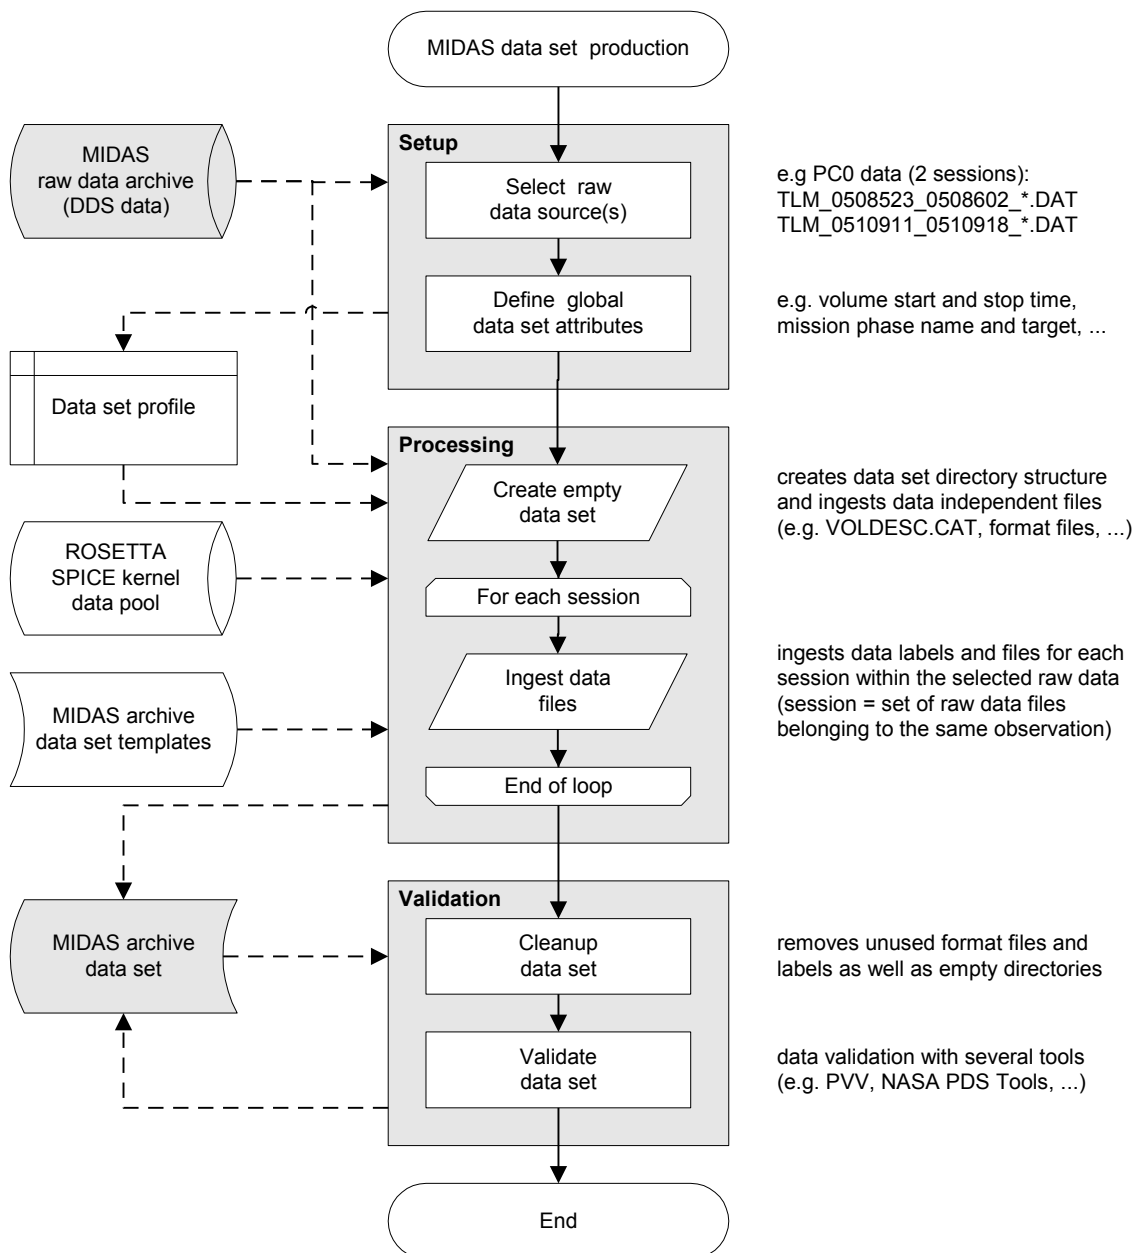 MIDAS data set production
MIDAS
raw data archive
(DDS data)
Setup
Select raw
data source(s)
e.g PC0 data (2 sessions):
TLM_0508523_0508602_*.DAT
TLM_0510911_0510918_*.DAT
Define global
data set attributes
e.g. volume start and stop time,
mission phase name and target, ...
Data set profile
Processing
Create empty
data set
creates data set directory structure
and ingests data independent files
(e.g. VOLDESC.CAT, format files, ...)
ROSETTA
SPICE kernel
data pool
For each session
MIDAS archive
data set templates
Ingest data
files
ingests data labels and files for each
session within the selected raw data
(session = set of raw data files
belonging to the same observation)
End of loop
Validation
MIDAS archive
data set
Cleanup
data set
removes unused format files and
labels as well as empty directories
Validate
data set
data validation with several tools
(e.g. PVV, NASA PDS Tools, ...)
End